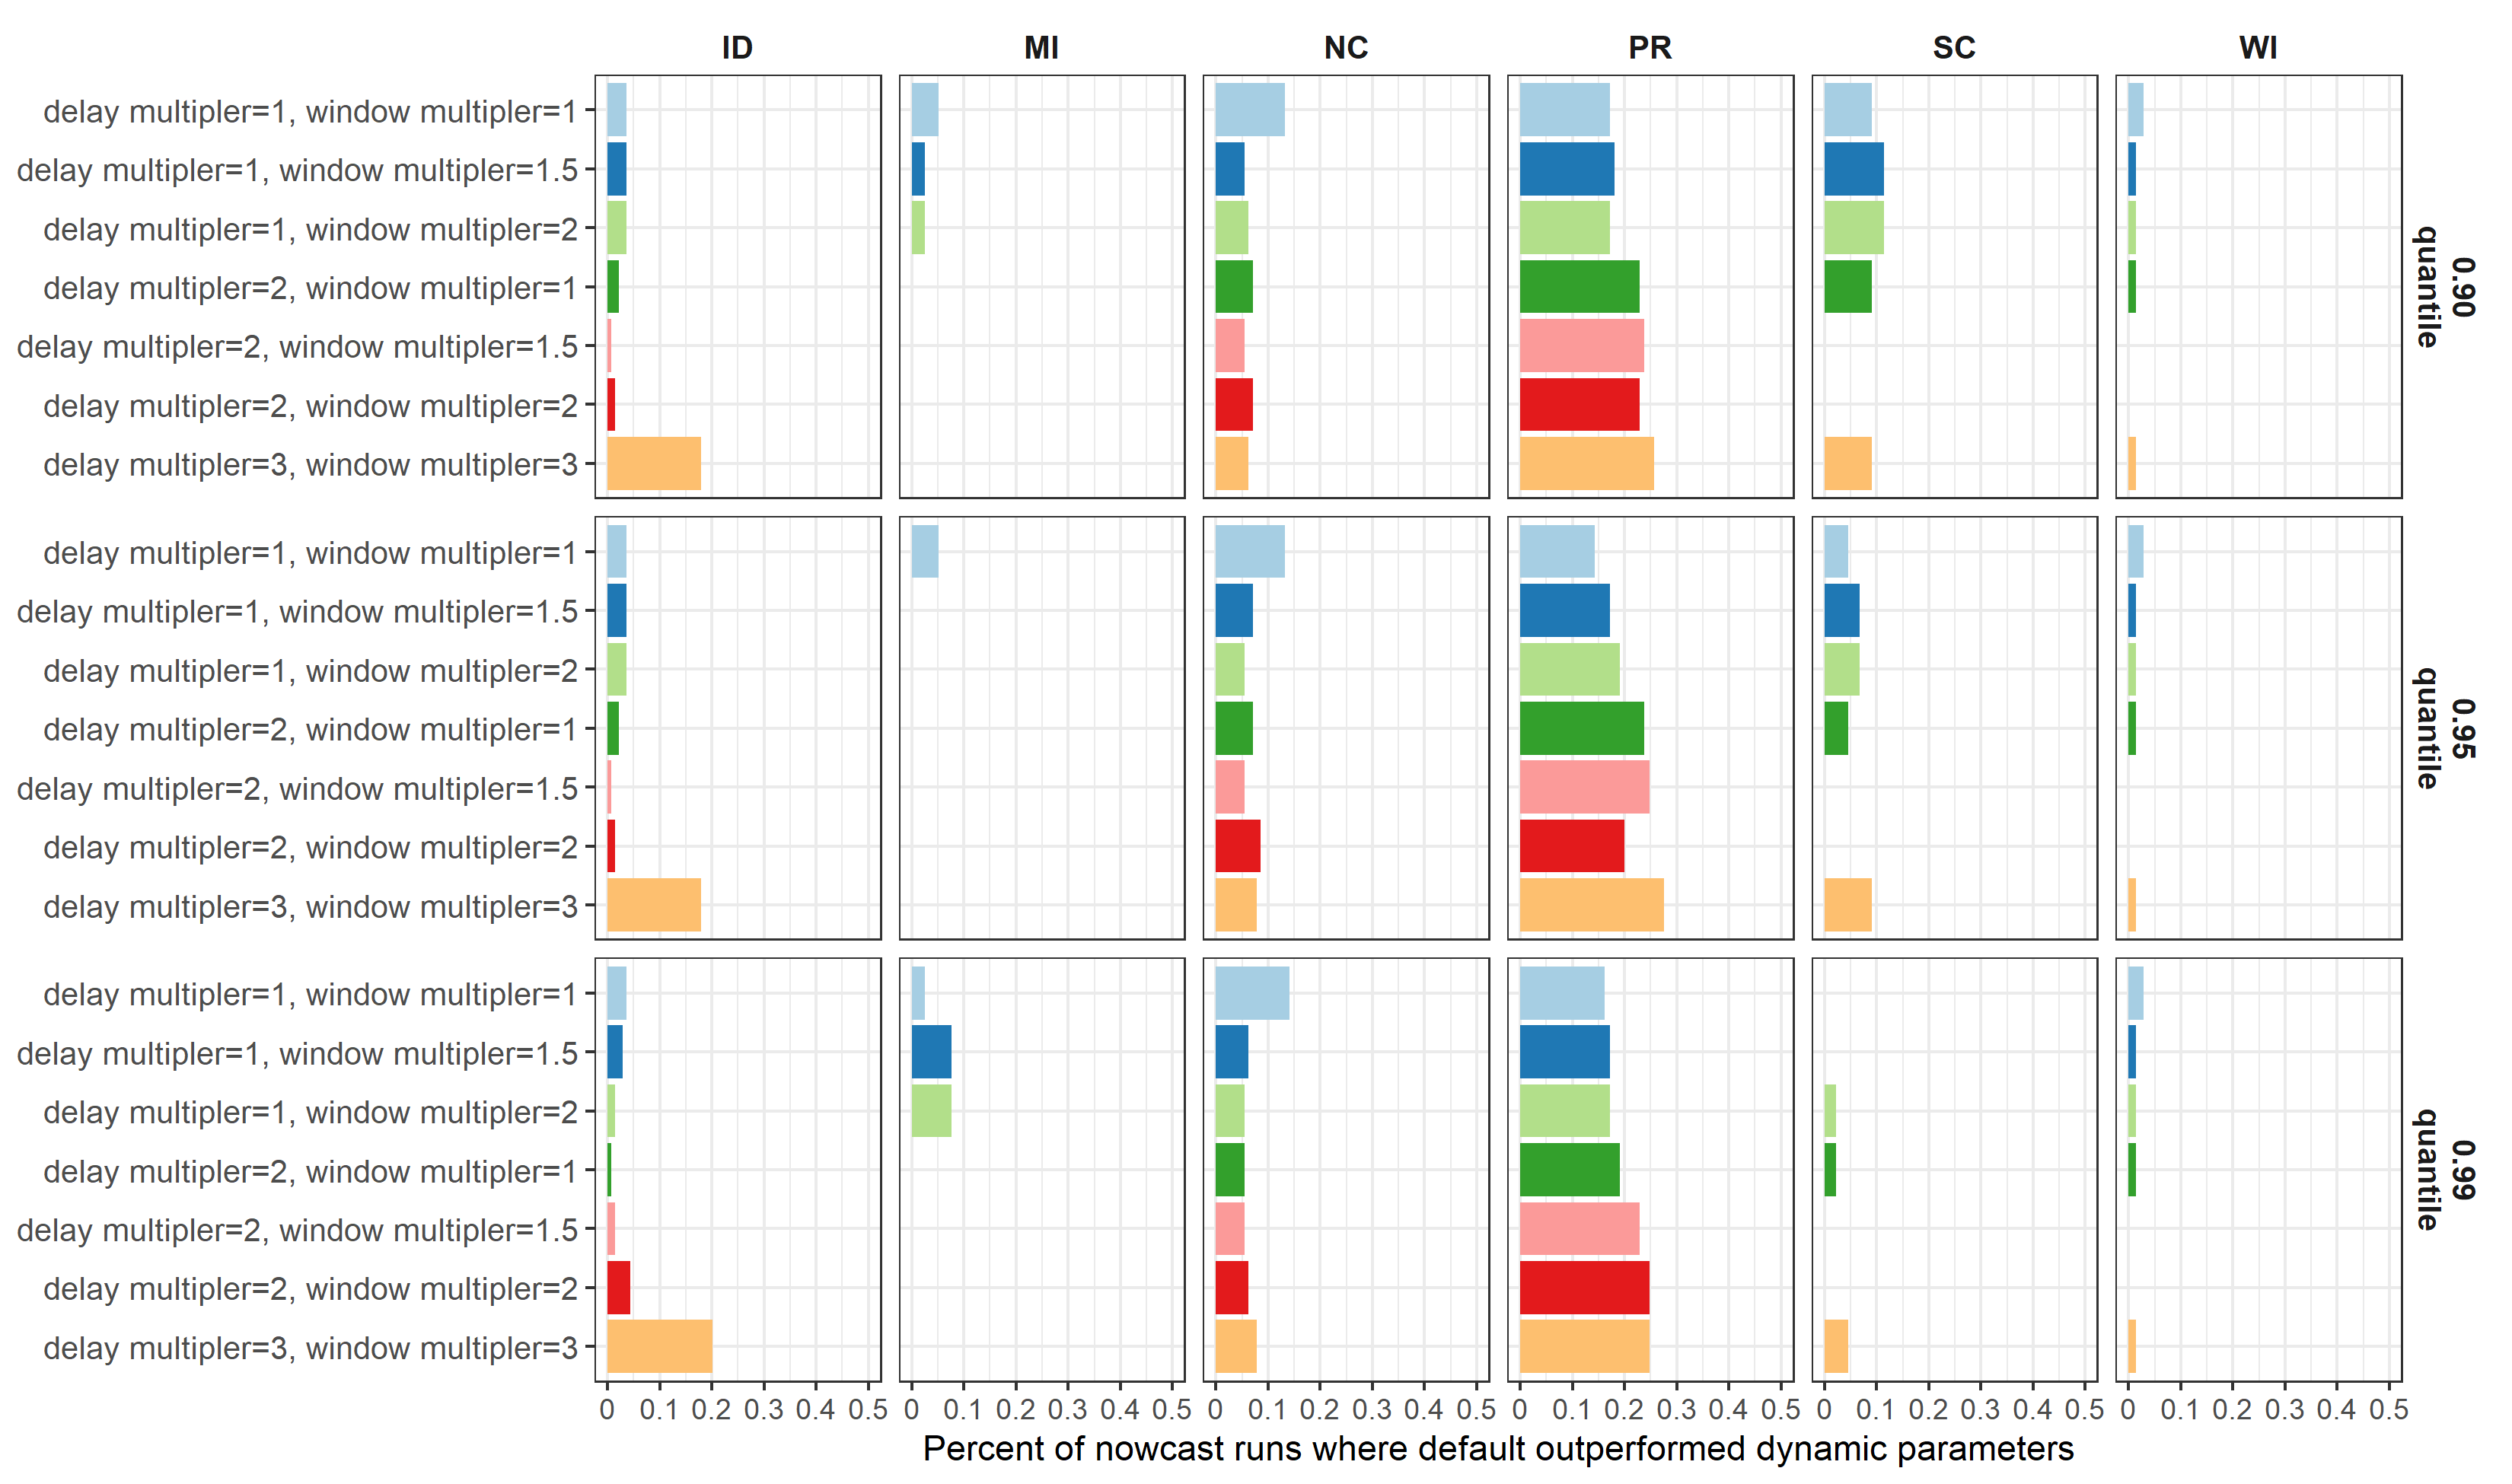 ID MI NC PR SC WI
delay multipler=1, window multipler=1
delay multipler=1, window multipler=1.5
delay multipler=1, window multipler=2
delay multipler=2, window multipler=1
delay multipler=2, window multipler=1.5
delay multipler=2, window multipler=2
delay multipler=3, window multipler=3
0.90
quantile
delay multipler=1, window multipler=1
delay multipler=1, window multipler=1.5
delay multipler=1, window multipler=2
delay multipler=2, window multipler=1
delay multipler=2, window multipler=1.5
delay multipler=2, window multipler=2
delay multipler=3, window multipler=3
0.95
quantile
delay multipler=1, window multipler=1
delay multipler=1, window multipler=1.5
delay multipler=1, window multipler=2
delay multipler=2, window multipler=1
delay multipler=2, window multipler=1.5
delay multipler=2, window multipler=2
delay multipler=3, window multipler=3
0.99
quantile
0 0.1 0.2 0.3 0.4 0.5 0 0.1 0.2 0.3 0.4 0.5 0 0.1 0.2 0.3 0.4 0.5 0 0.1 0.2 0.3 0.4 0.5 0 0.1 0.2 0.3 0.4 0.5 0 0.1 0.2 0.3 0.4 0.5
Percent of nowcast runs where default outperformed dynamic parameters